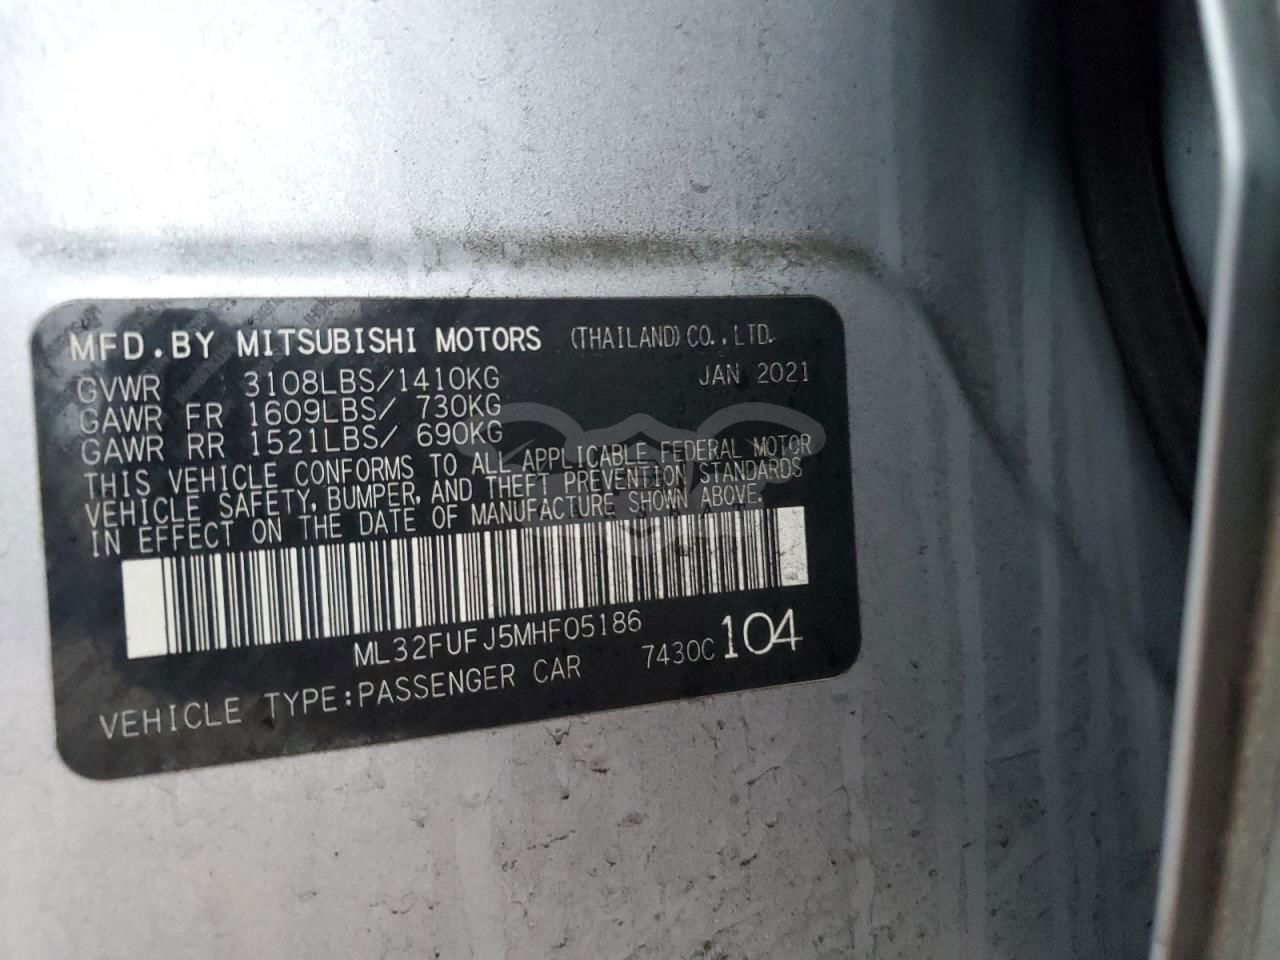 MFD.BY MITSUBISHI MOTORS (THAILAND)CO.,LTD.
GVWR 3108LBS/1410KG JAN 2021
GAWR FR 1609LBS/ 730KG
GAWR RR 1521LBS/ 690KG
THIS VEHICLE CONFORMS TO ALL APPLICABLE FEDERAL MOTOR
VEHICLE SAFETY, BUMPER, AND THEFT PREVENTION STANDARDS
IN EFFECT ON THE DATE OF MANUFACTURE SHOWN ABOVE.
ML32FUFJ5MHF05186
VEHICLE TYPE:PASSENGER CAR 7430C 104